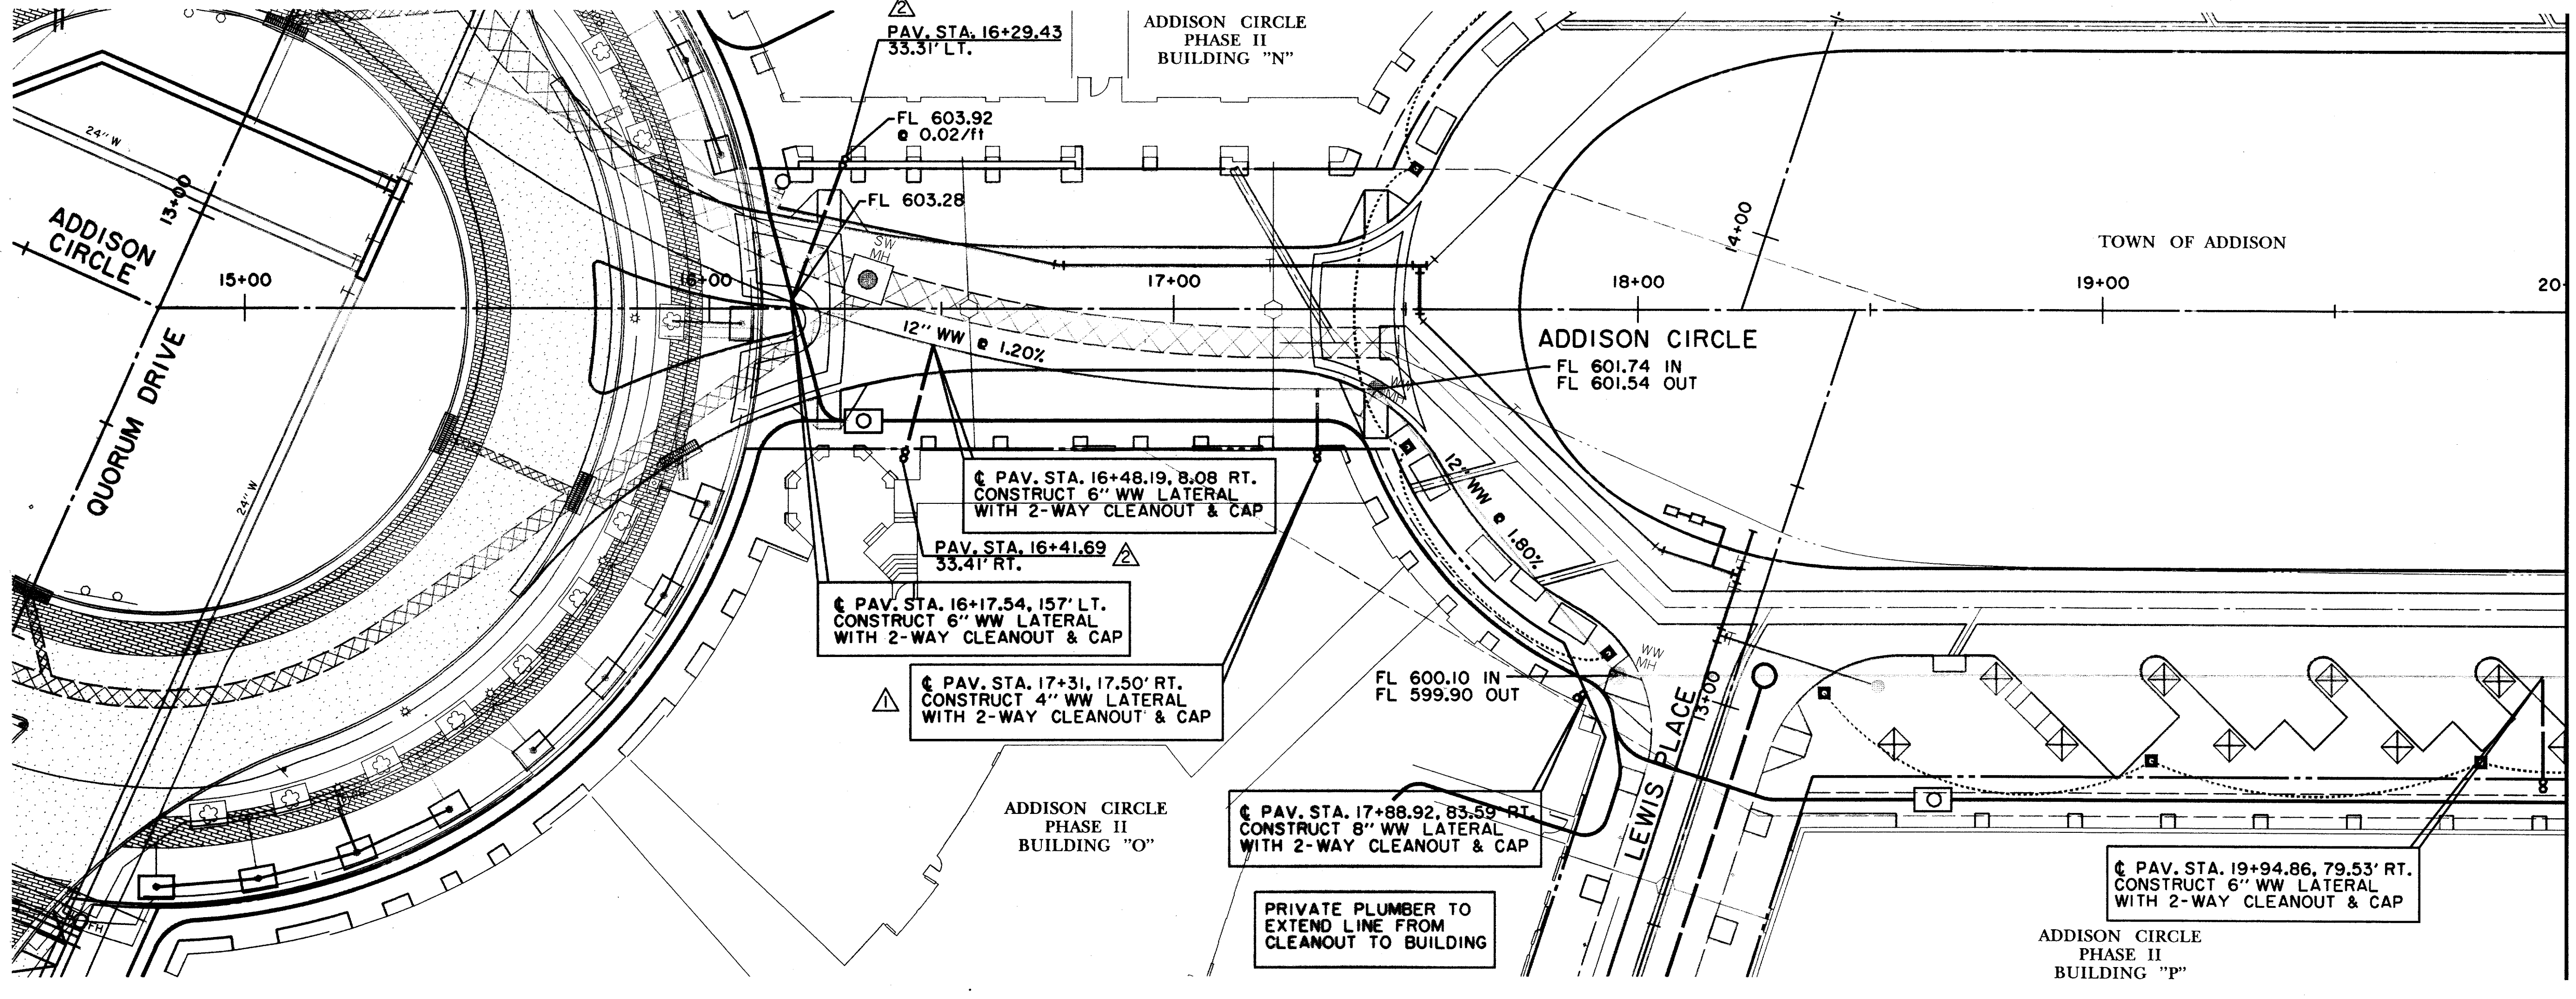 2
PAV. STA. 16+29.43
33.31' LT.
ADDISON CIRCLE
PHASE II
BUILDING "N"
FL 603.92
@ 0.02/ft
FL 603.28
24" W
13+00
ADDISON
CIRCLE
15+00
16+00
SW
MH
17+00
18+00
14+00
TOWN OF ADDISON
19+00
20
12" WW @ 1.20%
ADDISON CIRCLE
FL 601.74 IN
FL 601.54 OUT
WW
MH
QUORUM DRIVE
24" W
℄ PAV. STA. 16+48.19, 8.08 RT.
CONSTRUCT 6" WW LATERAL
WITH 2-WAY CLEANOUT & CAP
12" WW @ 1.80%
PAV. STA. 16+41.69
33.41' RT.
2
℄ PAV. STA. 16+17.54, 157' LT.
CONSTRUCT 6" WW LATERAL
WITH 2-WAY CLEANOUT & CAP
1
℄ PAV. STA. 17+31, 17.50' RT.
CONSTRUCT 4" WW LATERAL
WITH 2-WAY CLEANOUT & CAP
WW
MH
FL 600.10 IN
FL 599.90 OUT
13+00
LEWIS PLACE
ADDISON CIRCLE
PHASE II
BUILDING "O"
℄ PAV. STA. 17+88.92, 83.59' RT.
CONSTRUCT 8" WW LATERAL
WITH 2-WAY CLEANOUT & CAP
℄ PAV. STA. 19+94.86, 79.53' RT.
CONSTRUCT 6" WW LATERAL
WITH 2-WAY CLEANOUT & CAP
PRIVATE PLUMBER TO
EXTEND LINE FROM
CLEANOUT TO BUILDING
FH
ADDISON CIRCLE
PHASE II
BUILDING "P"